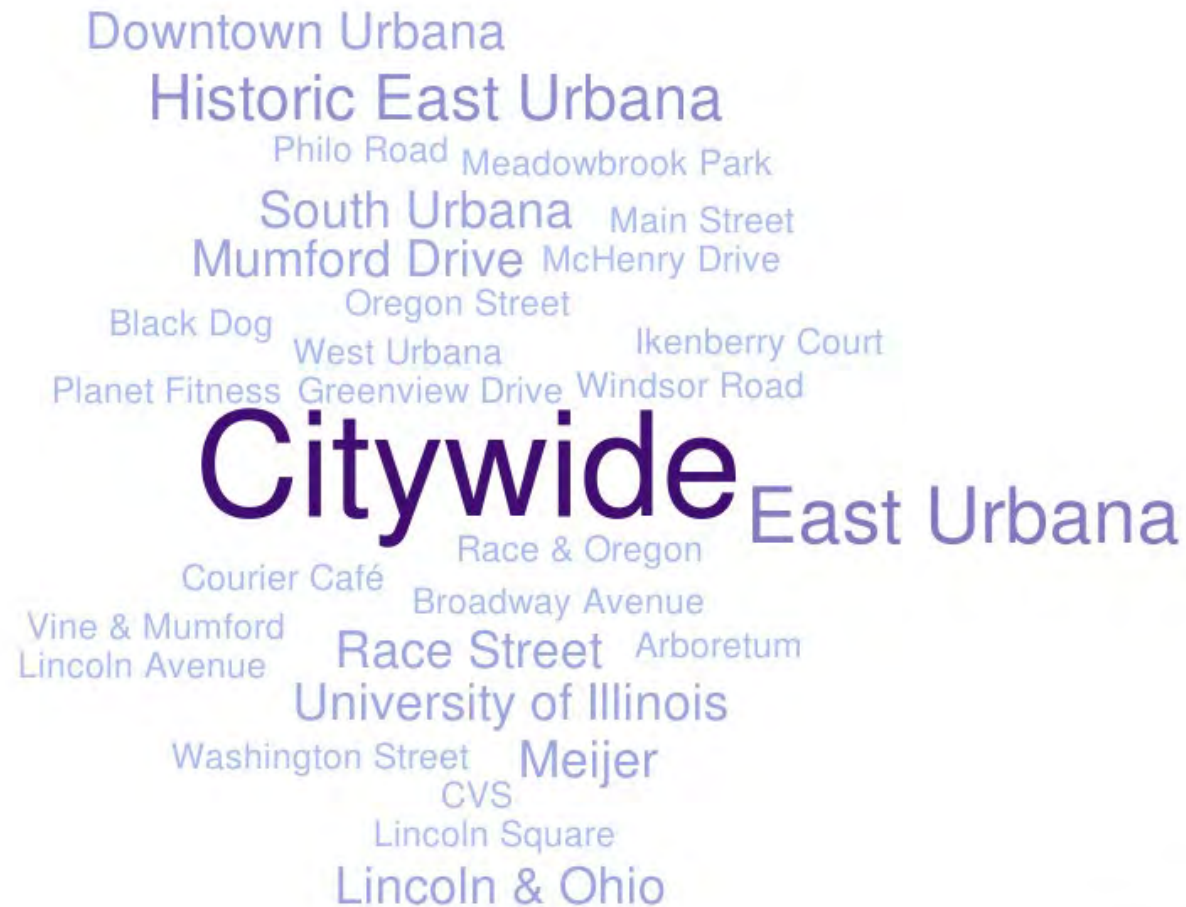 Downtown Urbana
Historic East Urbana
Philo Road Meadowbrook Park
South Urbana Main Street
Mumford Drive McHenry Drive
Oregon Street
Black Dog
West Urbana Ikenberry Court
Planet Fitness Greenview Drive Windsor Road
Citywide East Urbana
Race & Oregon
Courier Café
Broadway Avenue
Vine & Mumford
Race Street Arboretum
Lincoln Avenue
University of Illinois
Washington Street Meijer
CVS
Lincoln Square
Lincoln & Ohio